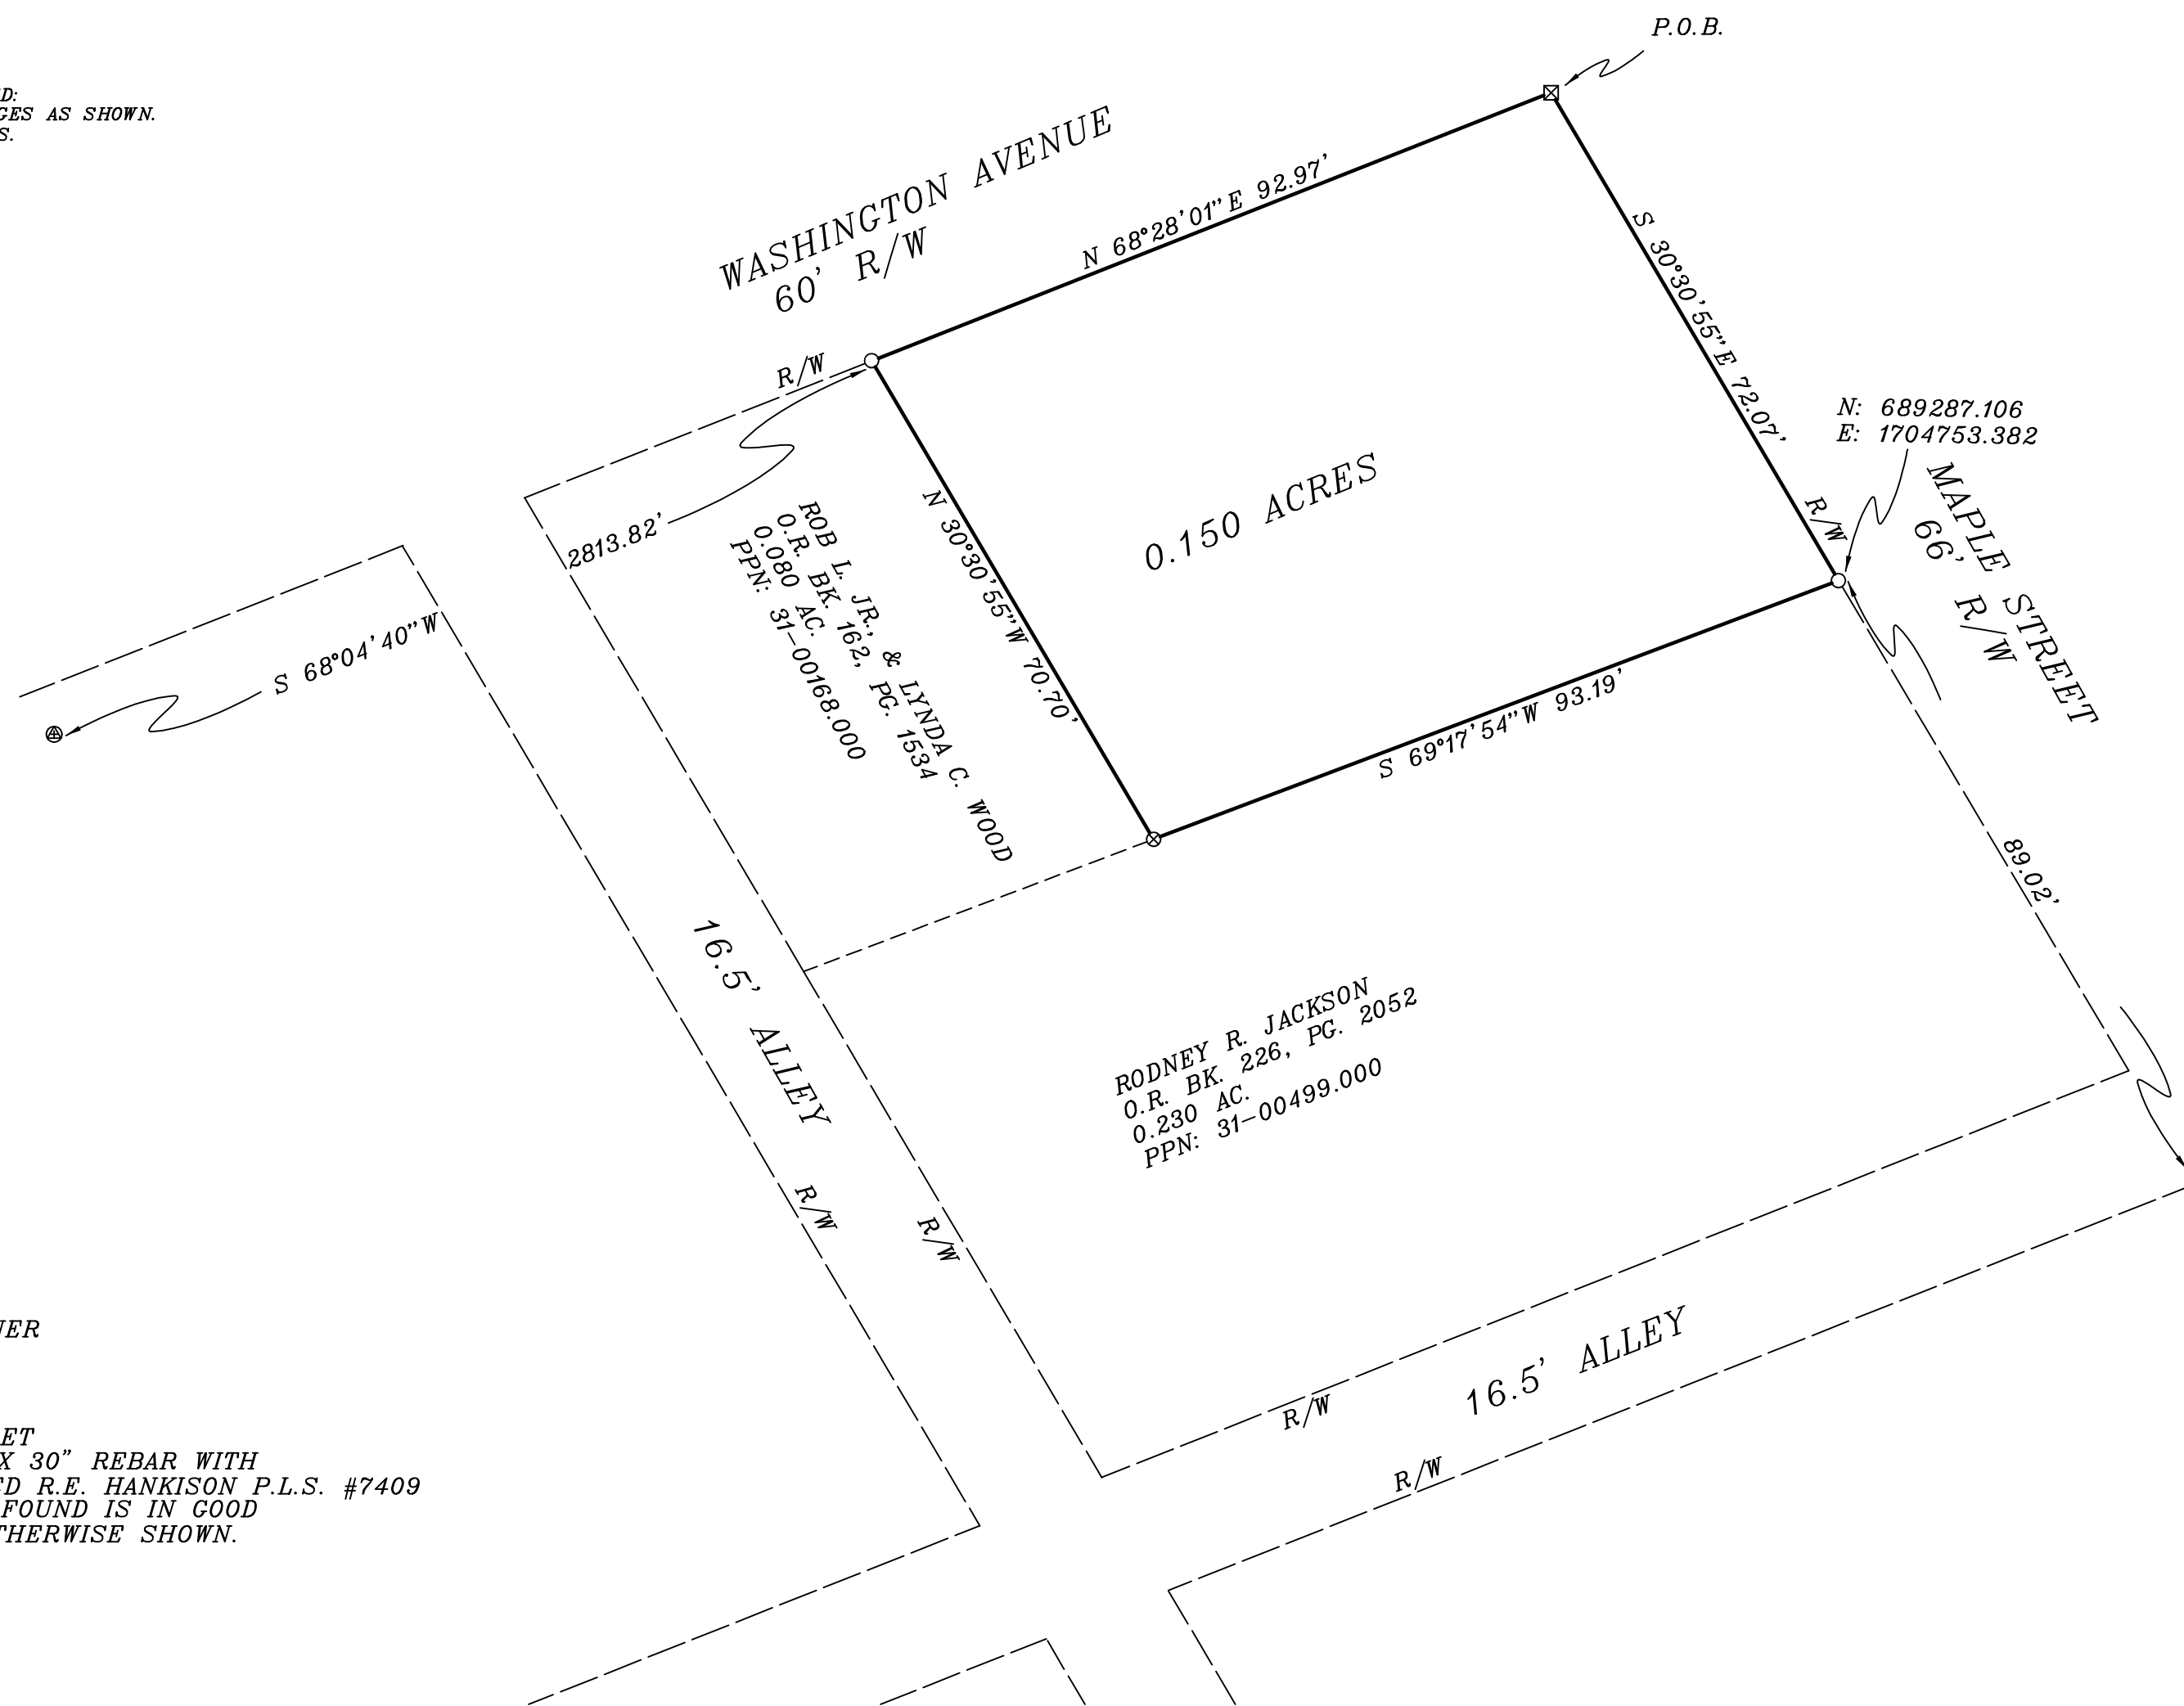 P.O.B.
D:
GES AS SHOWN.
S.
WASHINGTON AVENUE
60' R/W
N 68°28'01"E 92.97'
S 30°30'55"E 72.07'
R/W
N: 689287.106
E: 1704753.382
MAPLE STREET
66' R/W
R/W
0.150 ACRES
2813.82'
N 30°30'55"W 70.70'
ROB L. JR., & LYNDA C. WOOD
O.R. BK. 162, PG. 1534
0.080 AC.
PPN: 31-00168.000
S 68°04'40"W
S 69°17'54"W 93.19'
89.02'
16.5' ALLEY
R/W
R/W
RODNEY R. JACKSON
O.R. BK. 226, PG. 2052
0.230 AC.
PPN: 31-00499.000
16.5' ALLEY
R/W
R/W
NER
ET
X 30" REBAR WITH
ED R.E. HANKISON P.L.S. #7409
FOUND IS IN GOOD
THERWISE SHOWN.